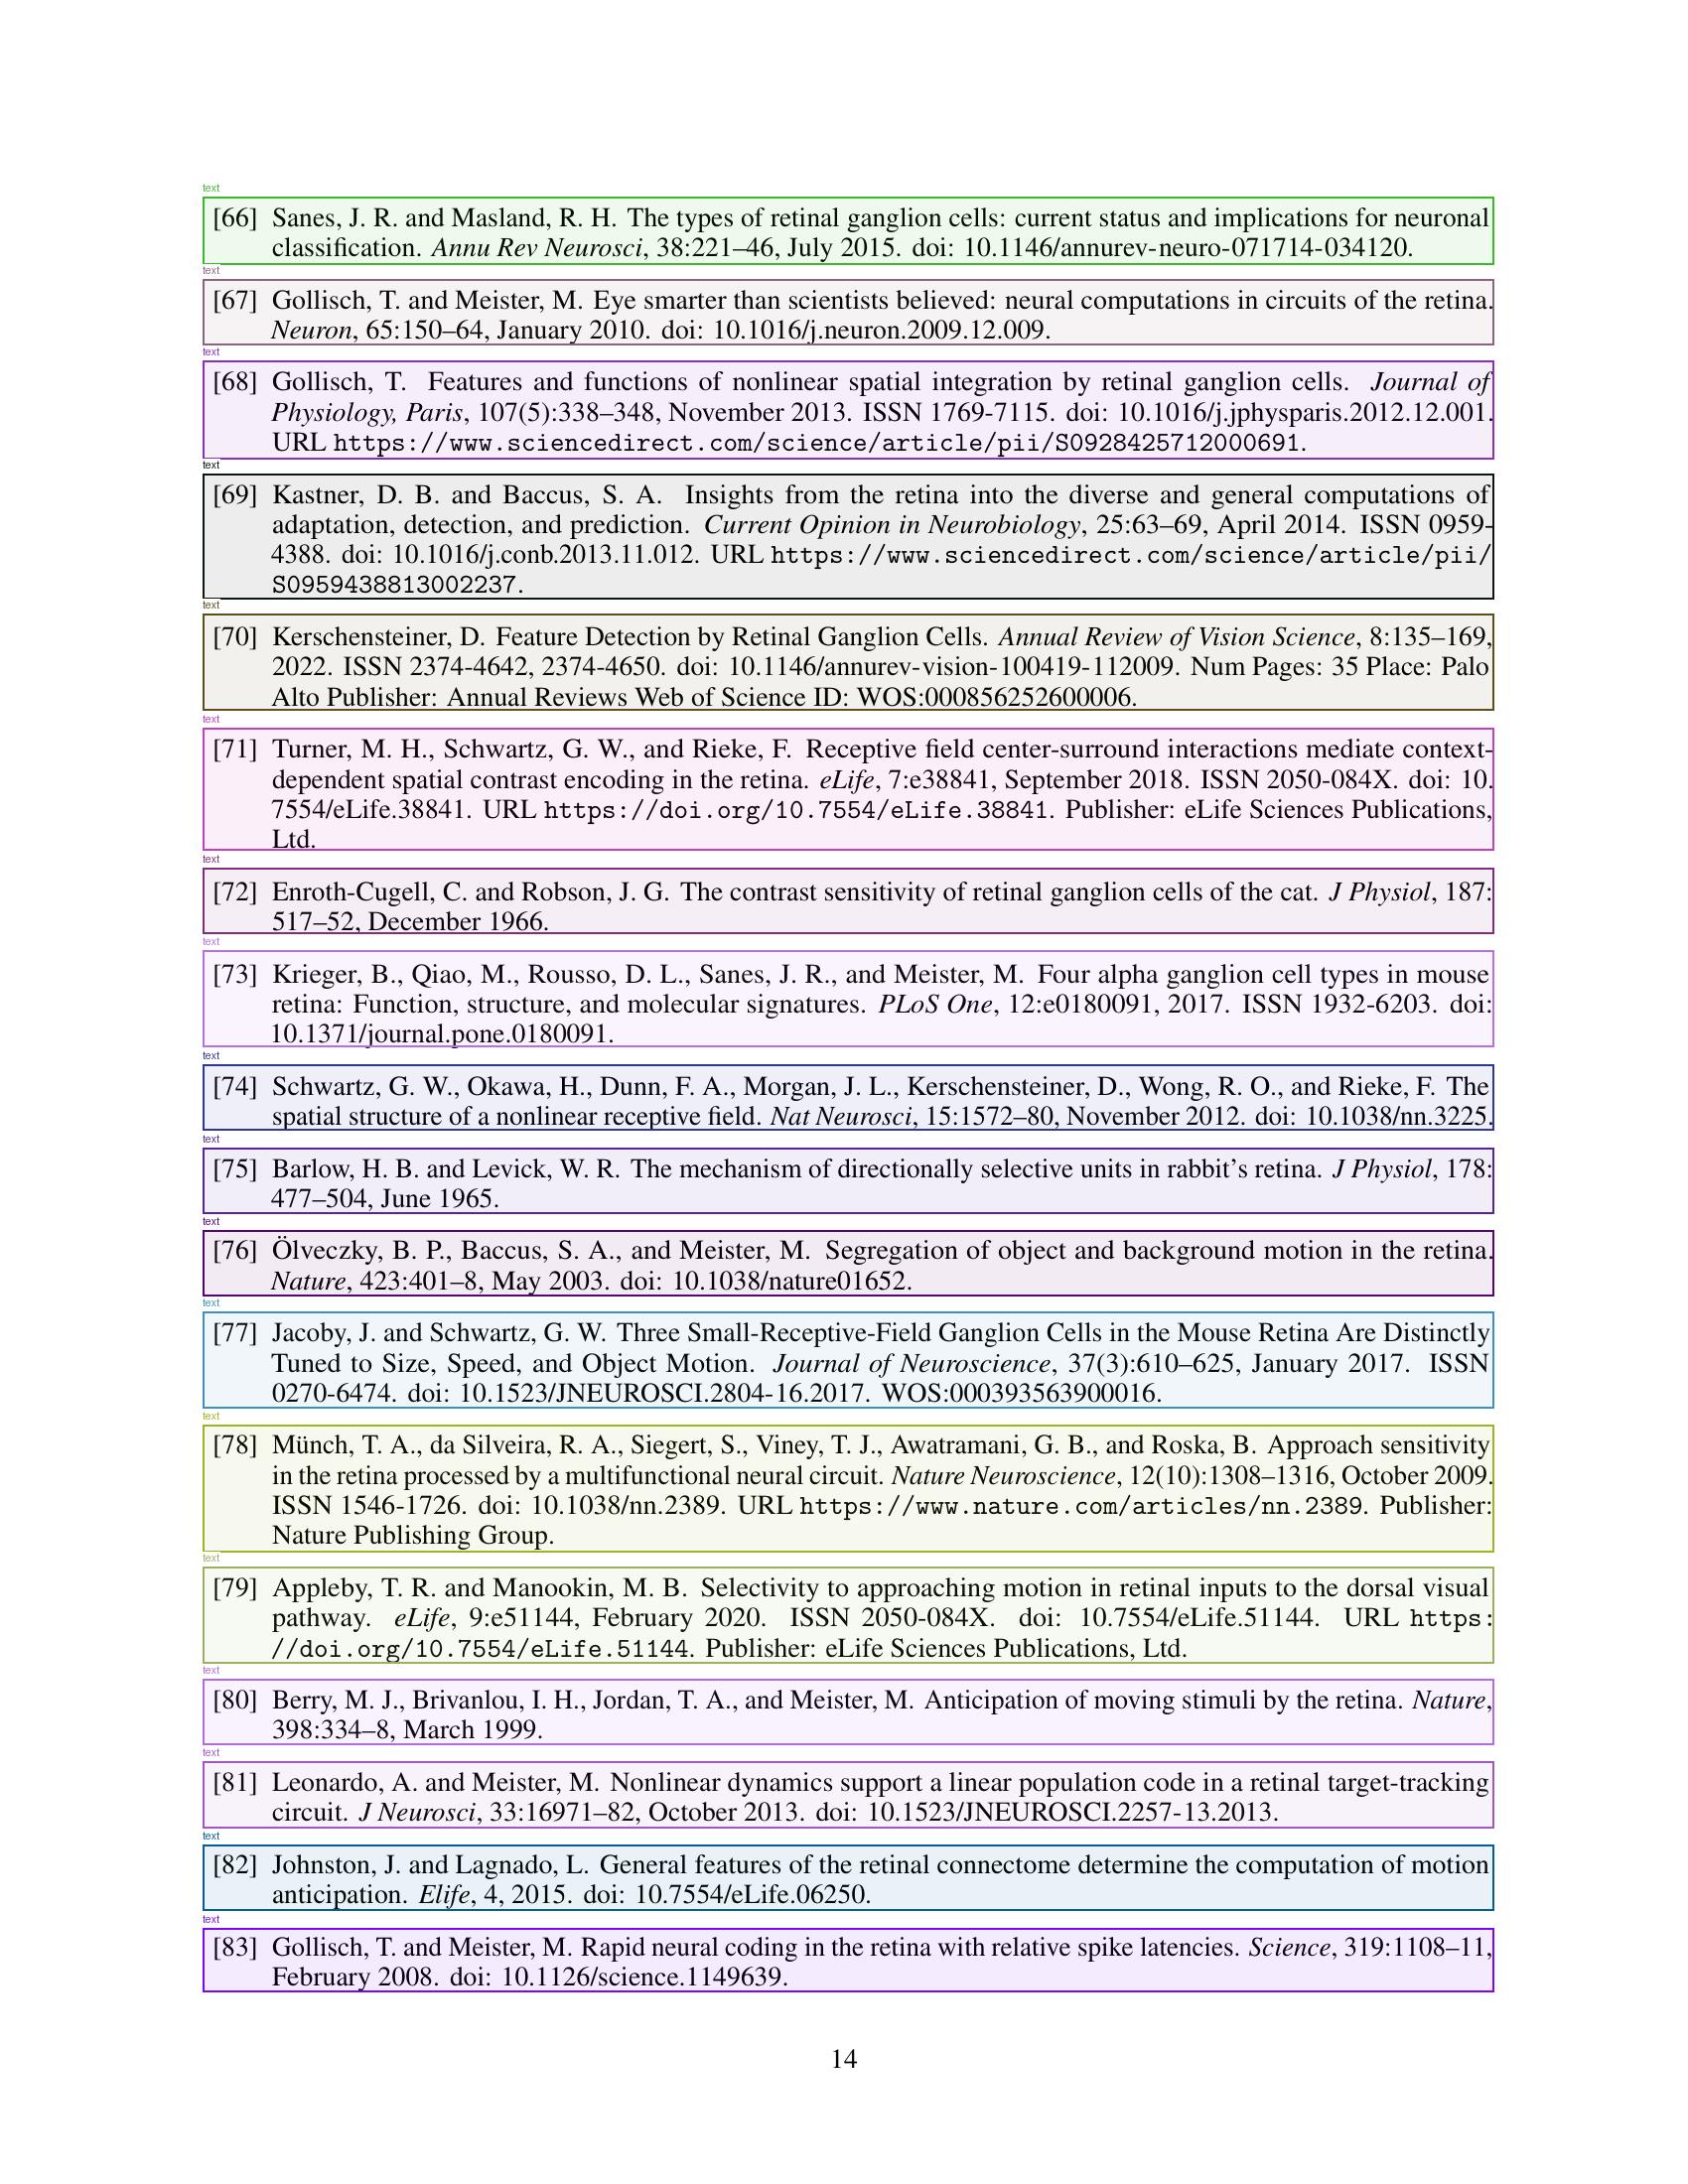 text
[66] Sanes, J. R. and Masland, R. H. The types of retinal ganglion cells: current status and implications for neuronal
classification. Annu Rev Neurosci, 38:221–46, July 2015. doi: 10.1146/annurev-neuro-071714-034120.
text
[67] Gollisch, T. and Meister, M. Eye smarter than scientists believed: neural computations in circuits of the retina.
Neuron, 65:150–64, January 2010. doi: 10.1016/j.neuron.2009.12.009.
text
[68] Gollisch, T. Features and functions of nonlinear spatial integration by retinal ganglion cells. Journal of
Physiology, Paris, 107(5):338–348, November 2013. ISSN 1769-7115. doi: 10.1016/j.jphysparis.2012.12.001.
URL https://www.sciencedirect.com/science/article/pii/S0928425712000691.
text
[69] Kastner, D. B. and Baccus, S. A. Insights from the retina into the diverse and general computations of
adaptation, detection, and prediction. Current Opinion in Neurobiology, 25:63–69, April 2014. ISSN 0959-
4388. doi: 10.1016/j.conb.2013.11.012. URL https://www.sciencedirect.com/science/article/pii/
S0959438813002237.
text
[70] Kerschensteiner, D. Feature Detection by Retinal Ganglion Cells. Annual Review of Vision Science, 8:135–169,
2022. ISSN 2374-4642, 2374-4650. doi: 10.1146/annurev-vision-100419-112009. Num Pages: 35 Place: Palo
Alto Publisher: Annual Reviews Web of Science ID: WOS:000856252600006.
text
[71] Turner, M. H., Schwartz, G. W., and Rieke, F. Receptive field center-surround interactions mediate context-
dependent spatial contrast encoding in the retina. eLife, 7:e38841, September 2018. ISSN 2050-084X. doi: 10.
7554/eLife.38841. URL https://doi.org/10.7554/eLife.38841. Publisher: eLife Sciences Publications,
Ltd.
text
[72] Enroth-Cugell, C. and Robson, J. G. The contrast sensitivity of retinal ganglion cells of the cat. J Physiol, 187:
517–52, December 1966.
text
[73] Krieger, B., Qiao, M., Rousso, D. L., Sanes, J. R., and Meister, M. Four alpha ganglion cell types in mouse
retina: Function, structure, and molecular signatures. PLoS One, 12:e0180091, 2017. ISSN 1932-6203. doi:
10.1371/journal.pone.0180091.
text
[74] Schwartz, G. W., Okawa, H., Dunn, F. A., Morgan, J. L., Kerschensteiner, D., Wong, R. O., and Rieke, F. The
spatial structure of a nonlinear receptive field. Nat Neurosci, 15:1572–80, November 2012. doi: 10.1038/nn.3225.
text
[75] Barlow, H. B. and Levick, W. R. The mechanism of directionally selective units in rabbit's retina. J Physiol, 178:
477–504, June 1965.
text
[76] Ölveczky, B. P., Baccus, S. A., and Meister, M. Segregation of object and background motion in the retina.
Nature, 423:401–8, May 2003. doi: 10.1038/nature01652.
text
[77] Jacoby, J. and Schwartz, G. W. Three Small-Receptive-Field Ganglion Cells in the Mouse Retina Are Distinctly
Tuned to Size, Speed, and Object Motion. Journal of Neuroscience, 37(3):610–625, January 2017. ISSN
0270-6474. doi: 10.1523/JNEUROSCI.2804-16.2017. WOS:000393563900016.
text
[78] Münch, T. A., da Silveira, R. A., Siegert, S., Viney, T. J., Awatramani, G. B., and Roska, B. Approach sensitivity
in the retina processed by a multifunctional neural circuit. Nature Neuroscience, 12(10):1308–1316, October 2009.
ISSN 1546-1726. doi: 10.1038/nn.2389. URL https://www.nature.com/articles/nn.2389. Publisher:
Nature Publishing Group.
text
[79] Appleby, T. R. and Manookin, M. B. Selectivity to approaching motion in retinal inputs to the dorsal visual
pathway. eLife, 9:e51144, February 2020. ISSN 2050-084X. doi: 10.7554/eLife.51144. URL https:
//doi.org/10.7554/eLife.51144. Publisher: eLife Sciences Publications, Ltd.
text
[80] Berry, M. J., Brivanlou, I. H., Jordan, T. A., and Meister, M. Anticipation of moving stimuli by the retina. Nature,
398:334–8, March 1999.
text
[81] Leonardo, A. and Meister, M. Nonlinear dynamics support a linear population code in a retinal target-tracking
circuit. J Neurosci, 33:16971–82, October 2013. doi: 10.1523/JNEUROSCI.2257-13.2013.
text
[82] Johnston, J. and Lagnado, L. General features of the retinal connectome determine the computation of motion
anticipation. Elife, 4, 2015. doi: 10.7554/eLife.06250.
text
[83] Gollisch, T. and Meister, M. Rapid neural coding in the retina with relative spike latencies. Science, 319:1108–11,
February 2008. doi: 10.1126/science.1149639.
14